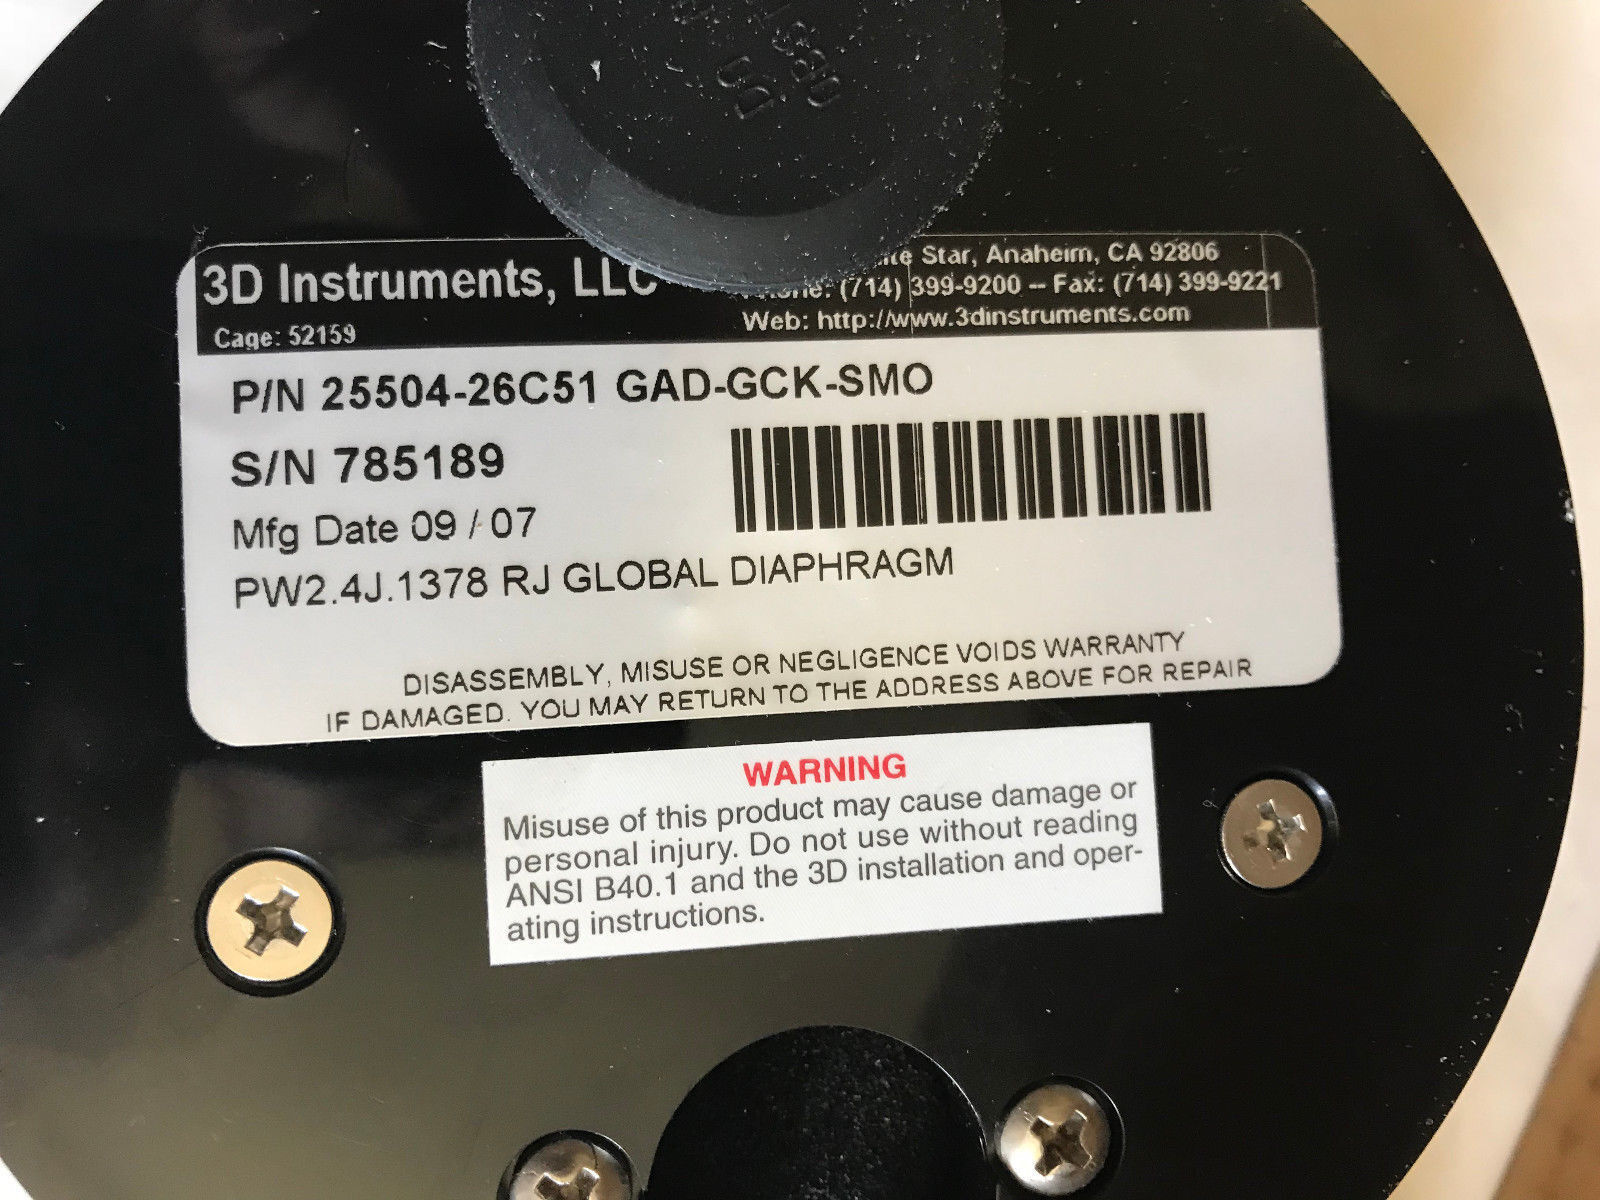 3D Instruments, LLC
Star, Anaheim, CA 92806
(714) 399-9200 -- Fax: (714) 399-9221
Cage: 52159
Web: http://www.3dinstruments.com
P/N 25504-26C51 GAD-GCK-SMO
S/N 785189
Mfg Date 09 / 07
PW2.4J.1378 RJ GLOBAL DIAPHRAGM
DISASSEMBLY, MISUSE OR NEGLIGENCE VOIDS WARRANTY
IF DAMAGED. YOU MAY RETURN TO THE ADDRESS ABOVE FOR REPAIR
WARNING
Misuse of this product may cause damage or
personal injury. Do not use without reading
ANSI B40.1 and the 3D installation and oper-
ating instructions.